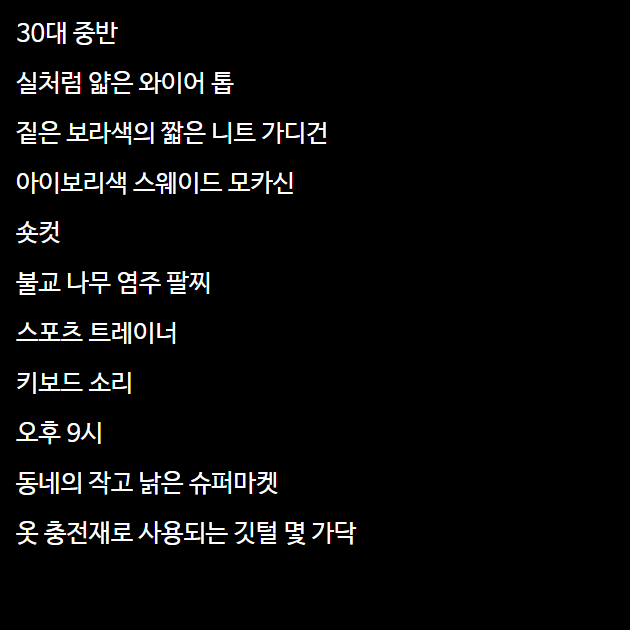 30대 중반
실처럼 얇은 와이어 톱
짙은 보라색의 짧은 니트 가디건
아이보리색 스웨이드 모카신
숏컷
불교 나무 염주 팔찌
스포츠 트레이너
키보드 소리
오후 9시
동네의 작고 낡은 슈퍼마켓
옷 충전재로 사용되는 깃털 몇 가닥